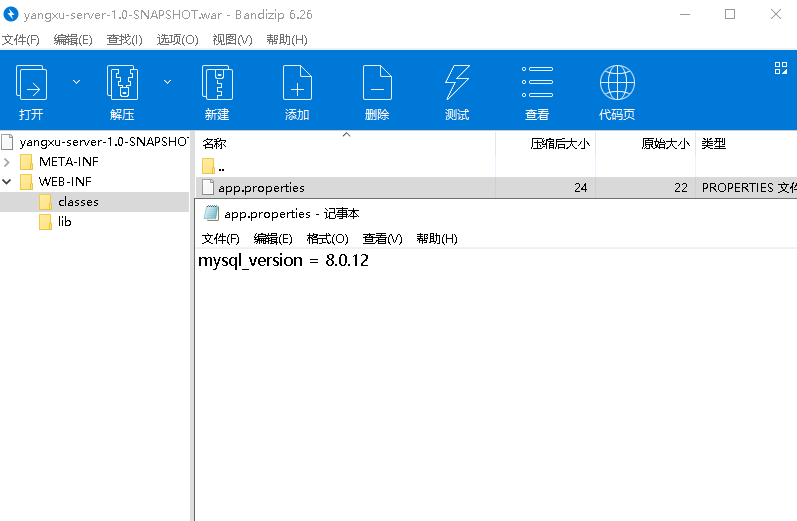 yangxu-server-1.0-SNAPSHOT.war - Bandizip 6.26
文件(F) 编辑(E) 查找(I) 选项(O) 视图(V) 帮助(H)
打开 解压 新建 添加 删除 测试 查看 代码页
yangxu-server-1.0-SNAPSHOT
META-INF
WEB-INF
classes
lib
名称 压缩后大小 原始大小 类型
..
app.properties 24 22 PROPERTIES 文件
app.properties - 记事本
文件(F) 编辑(E) 格式(O) 查看(V) 帮助(H)
mysql_version = 8.0.12